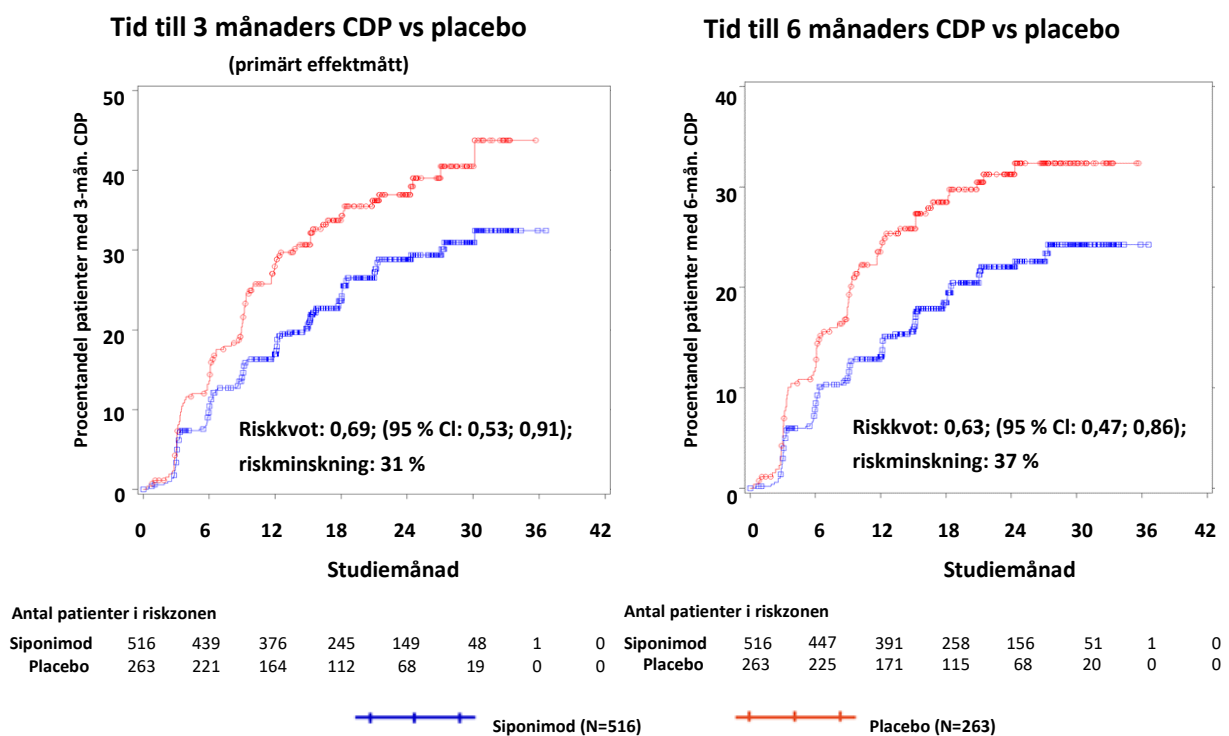 Tid till 3 månaders CDP vs placebo
(primärt effektmått)
Procentandel patienter med 3-mån. CDP
50
40
30
20
10
0
Riskkvot: 0,69; (95 % Cl: 0,53; 0,91);
riskminskning: 31 %
0 6 12 18 24 30 36 42
Studiemånad
Antal patienter i riskzonen
Siponimod 516 439 376 245 149 48 1 0
Placebo 263 221 164 112 68 19 0 0
Tid till 6 månaders CDP vs placebo
Procentandel patienter med 6-mån. CDP
40
30
20
10
0
Riskkvot: 0,63; (95 % Cl: 0,47; 0,86);
riskminskning: 37 %
0 6 12 18 24 30 36 42
Studiemånad
Antal patienter i riskzonen
Siponimod 516 447 391 258 156 51 1 0
Placebo 263 225 171 115 68 20 0 0
Siponimod (N=516)
Placebo (N=263)